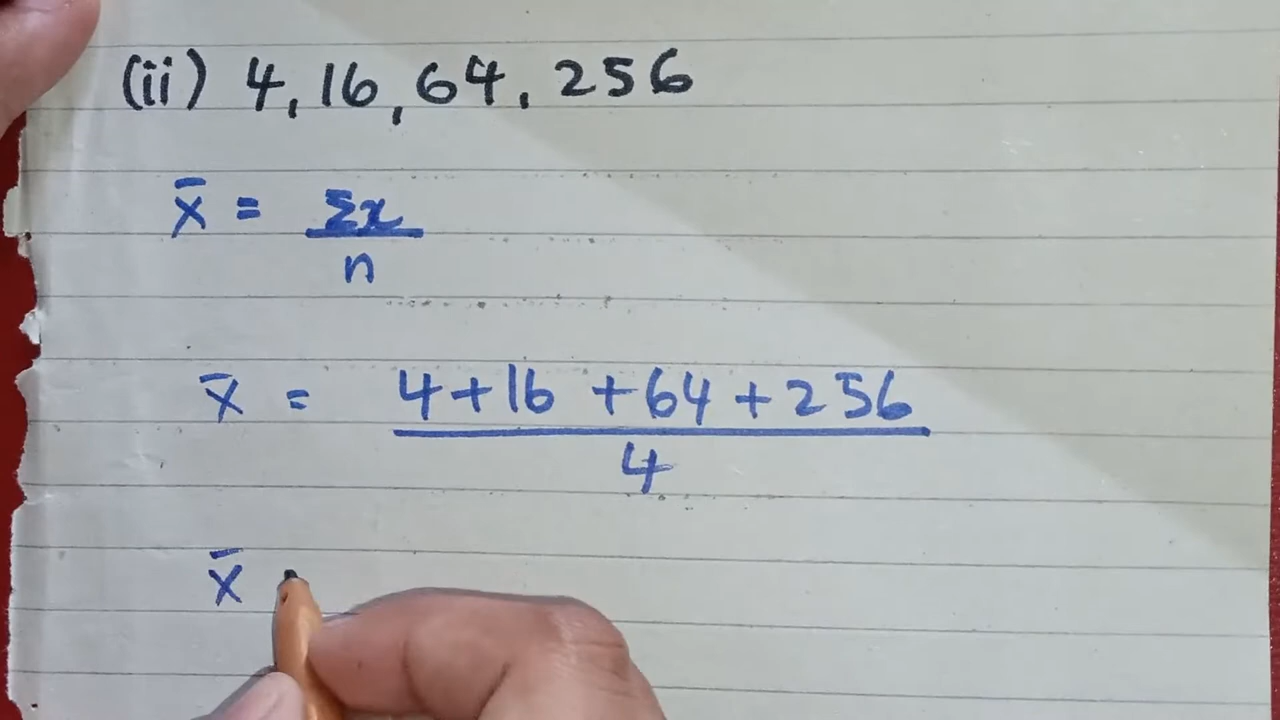 (ii) 4, 16, 64, 256
x̄ = Σx
n
x̄ = 4+16+64+256
4
x̄